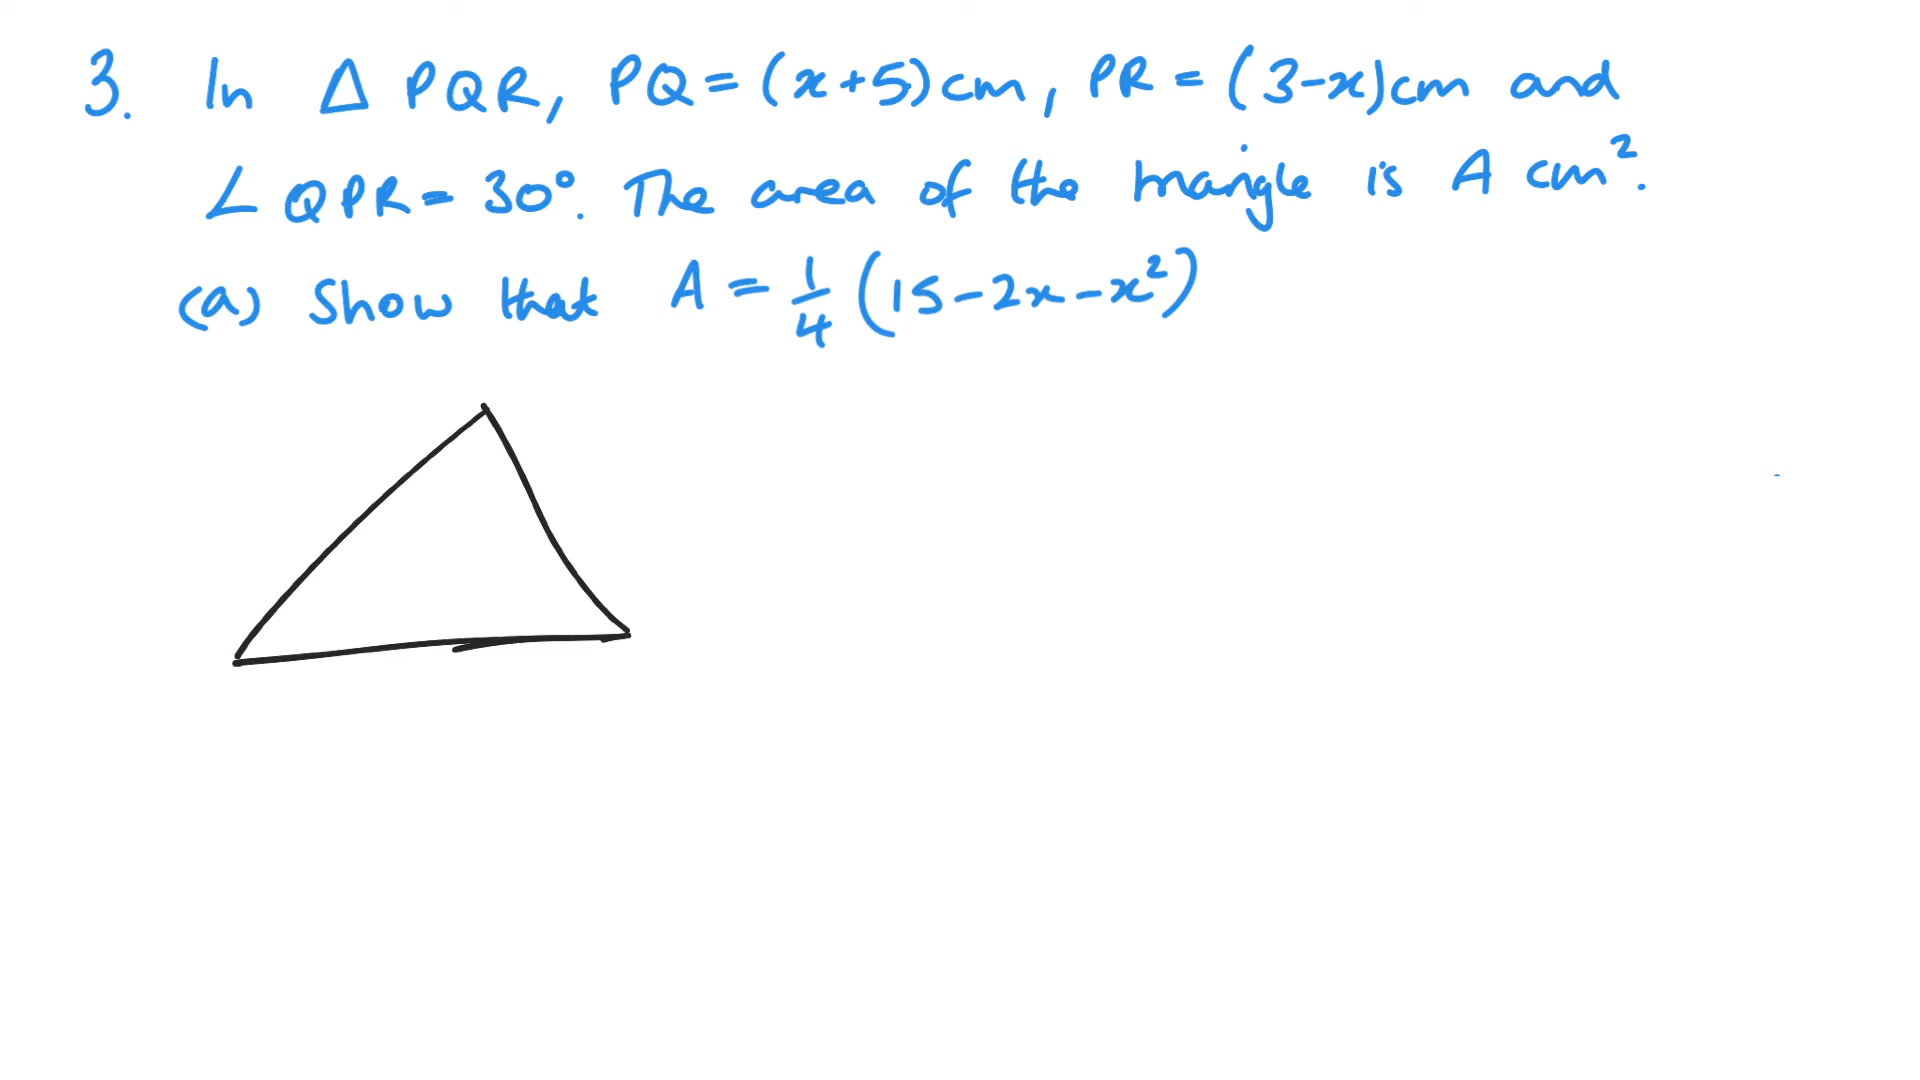 3. In △ PQR, PQ = (x+5)cm, PR = (3-x)cm and
∠ QPR = 30°. The area of the triangle is A cm².
(a) Show that A = 1/4 (15-2x-x²)